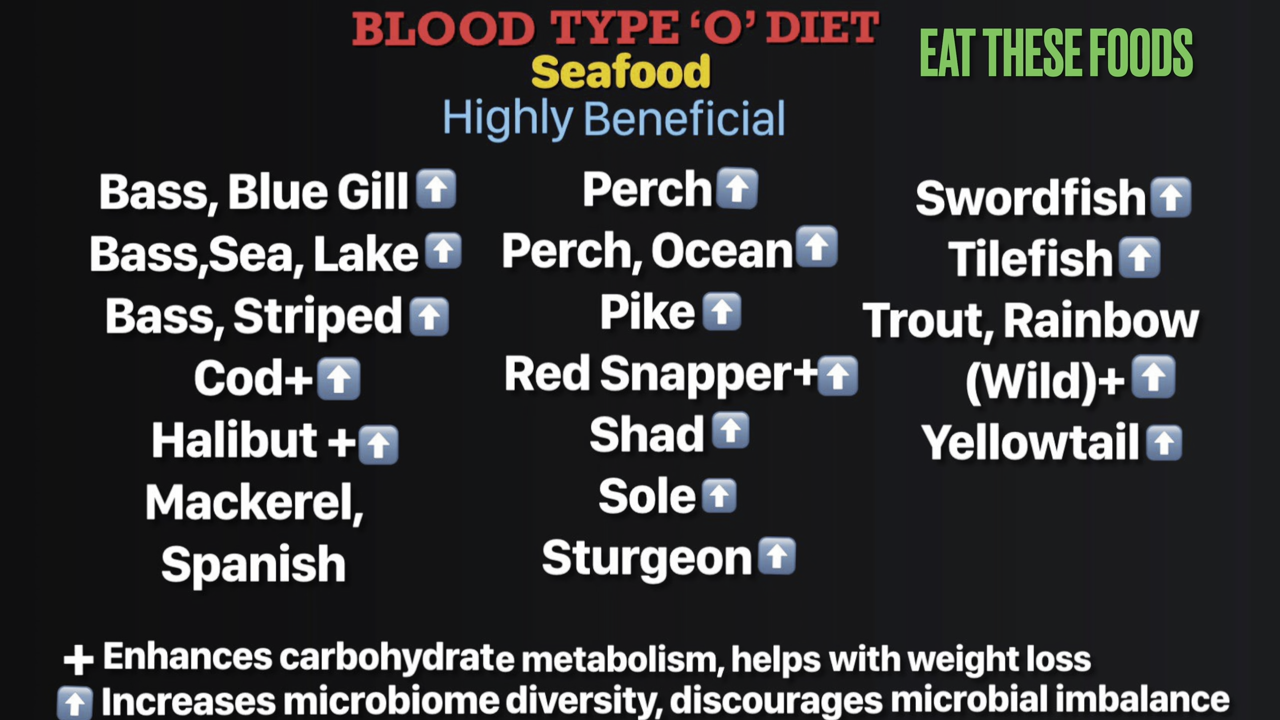 BLOOD TYPE ‘O’ DIET
EAT THESE FOODS
Seafood
Highly Beneficial
Bass, Blue Gill⬆️
Bass,Sea, Lake⬆️
Bass, Striped⬆️
Cod+⬆️
Halibut +⬆️
Mackerel,
Spanish
Perch⬆️
Perch, Ocean⬆️
Pike⬆️
Red Snapper+⬆️
Shad⬆️
Sole⬆️
Sturgeon⬆️
Swordfish⬆️
Tilefish⬆️
Trout, Rainbow
(Wild)+⬆️
Yellowtail⬆️
+ Enhances carbohydrate metabolism, helps with weight loss
⬆️ Increases microbiome diversity, discourages microbial imbalance